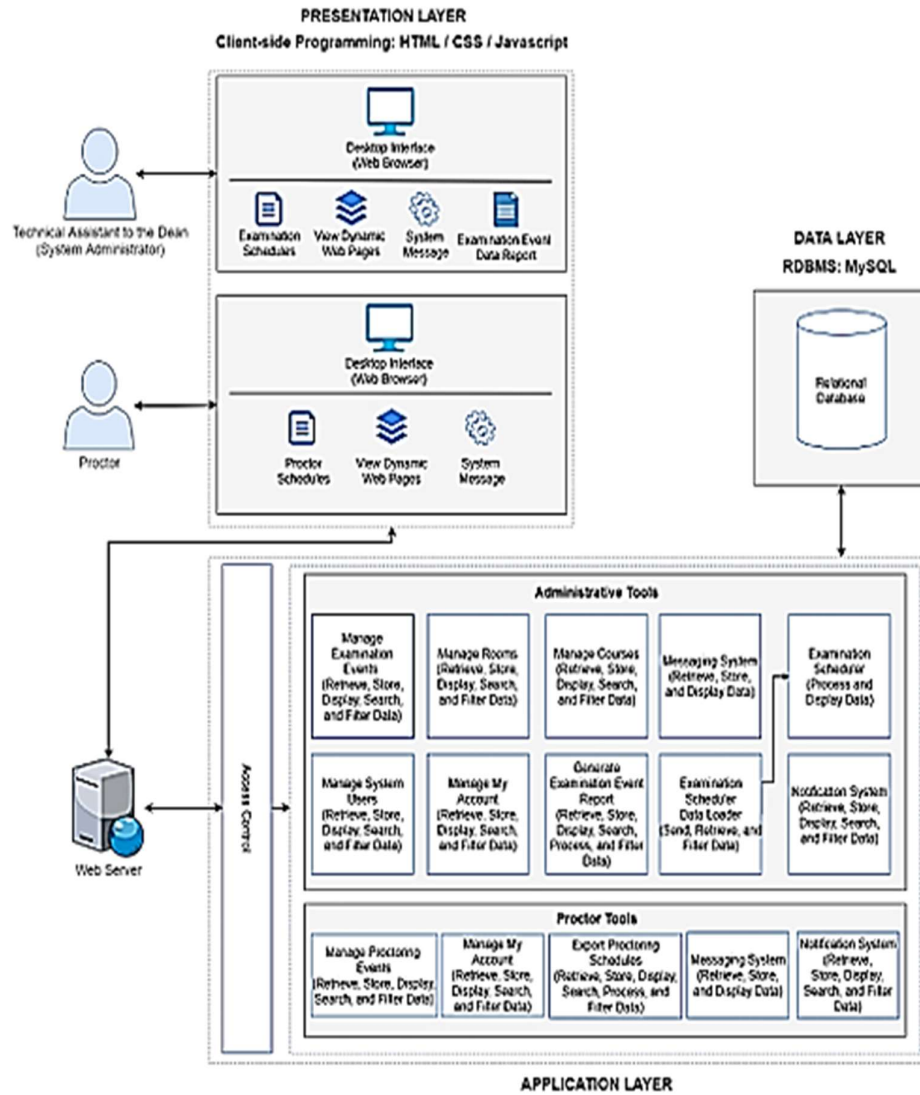 PRESENTATION LAYER
Client-side Programming: HTML / CSS / Javascript
Desktop Interface
(Web Browser)
Technical Assistant to the Dean
(System Administrator)
Examination
Schedules
View Dynamic
Web Pages
System
Message
Examination Event
Data Report
DATA LAYER
RDBMS: MySQL
Relational
Database
Desktop Interface
(Web Browser)
Proctor
Proctor
Schedules
View Dynamic
Web Pages
System
Message
Web Server
Access Control
Administrative Tools
Manage
Examination
Events
(Retrieve, Store,
Display, Search,
and Filter Data)
Manage Rooms
(Retrieve, Store,
Display, Search,
and Filter Data)
Manage Courses
(Retrieve, Store,
Display, Search,
and Filter Data)
Messaging System
(Retrieve, Store,
and Display Data)
Examination
Scheduler
(Process and
Display Data)
Manage System
Users
(Retrieve, Store,
Display, Search,
and Filter Data)
Manage My
Account
(Retrieve, Store,
Display, Search,
and Filter Data)
Generate
Examination Event
Report
(Retrieve, Store,
Display, Search,
Process, and Filter
Data)
Examination
Scheduler
Data Loader
(Send, Retrieve, and
Filter Data)
Notification System
(Retrieve, Store,
Display, Search,
and Filter Data)
Proctor Tools
Manage Proctoring
Events
(Retrieve, Store, Display,
Search, and Filter Data)
Manage My
Account
(Retrieve, Store,
Display, Search,
and Filter Data)
Export Proctoring
Schedules
(Retrieve, Store, Display,
Search, Process, and
Filter Data)
Messaging System
(Retrieve, Store,
and Display Data)
Notification System
(Retrieve,
Store, Display,
Search, and Filter
Data)
APPLICATION LAYER